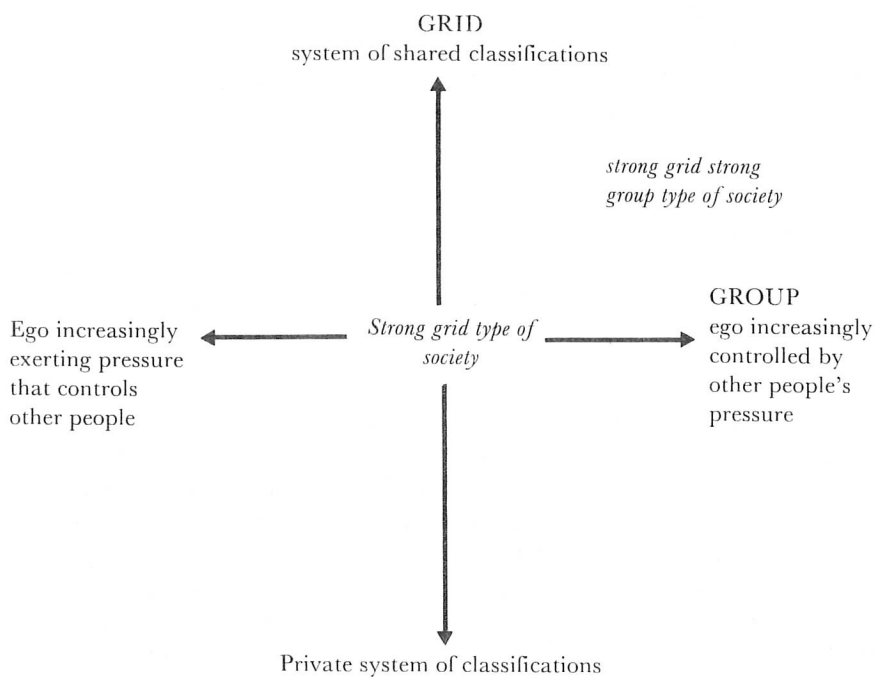 GRID
system of shared classifications
strong grid strong
group type of society
Ego increasingly
exerting pressure
that controls
other people
Strong grid type of
society
GROUP
ego increasingly
controlled by
other people's
pressure
Private system of classifications